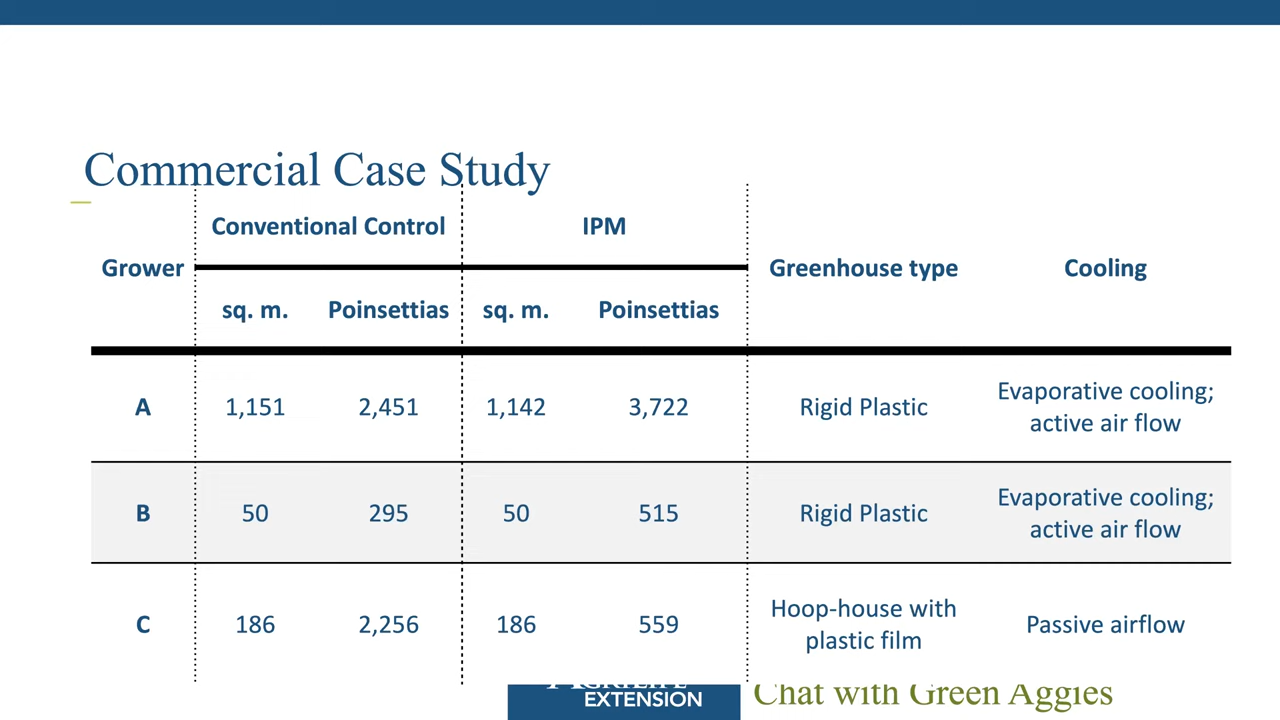 Commercial Case Study
Conventional Control IPM
Grower Greenhouse type Cooling
sq. m. Poinsettias sq. m. Poinsettias
A 1,151 2,451 1,142 3,722 Rigid Plastic Evaporative cooling;
active air flow
B 50 295 50 515 Rigid Plastic Evaporative cooling;
active air flow
C 186 2,256 186 559 Hoop-house with
plastic film Passive airflow
EXTENSION
Chat with Green Aggies